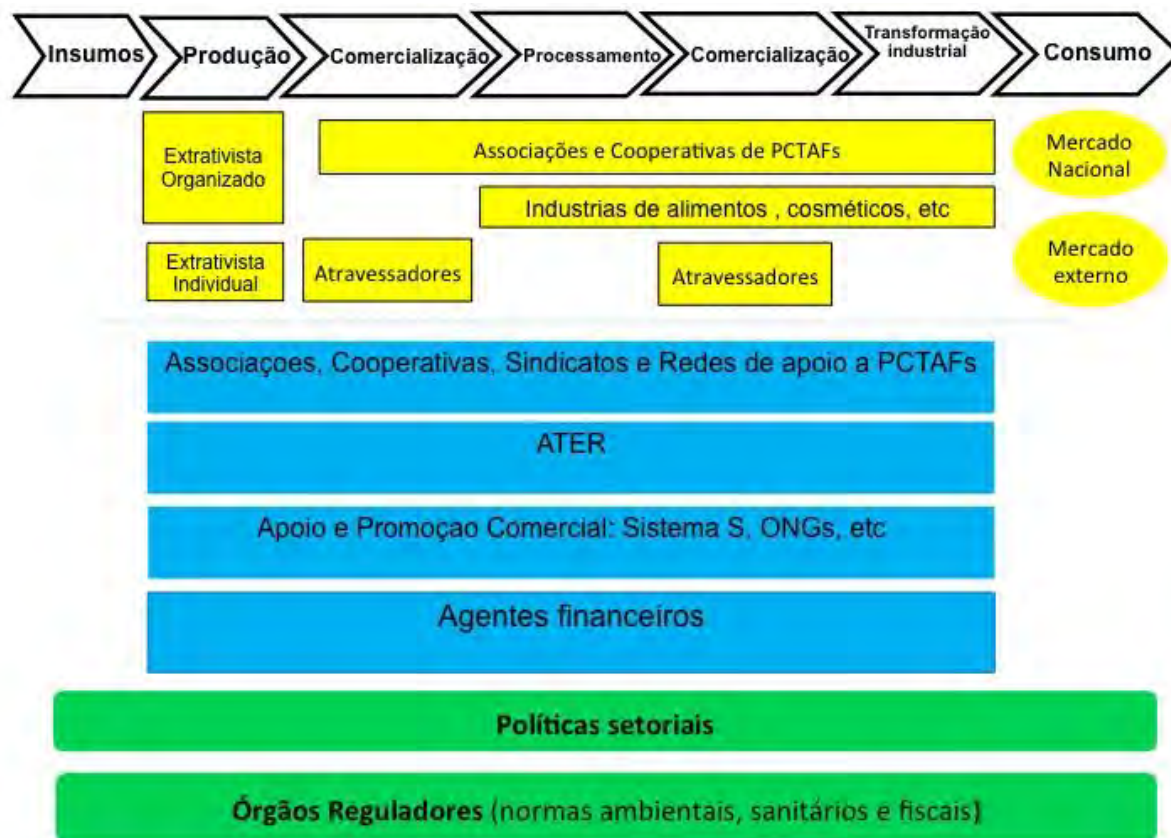 Insumos
Produção
Comercialização
Processamento
Comercialização
Transformação
industrial
Consumo
Extrativista
Organizado
Associações e Cooperativas de PCTAFs
Mercado
Nacional
Industrias de alimentos , cosméticos, etc
Extrativista
Individual
Atravessadores
Atravessadores
Mercado
externo
Associaçoes, Cooperativas, Sindicatos e Redes de apoio a PCTAFs
ATER
Apoio e Promoçao Comercial: Sistema S, ONGs, etc
Agentes financeiros
Políticas setoriais
Órgãos Reguladores (normas ambientais, sanitários e fiscais)